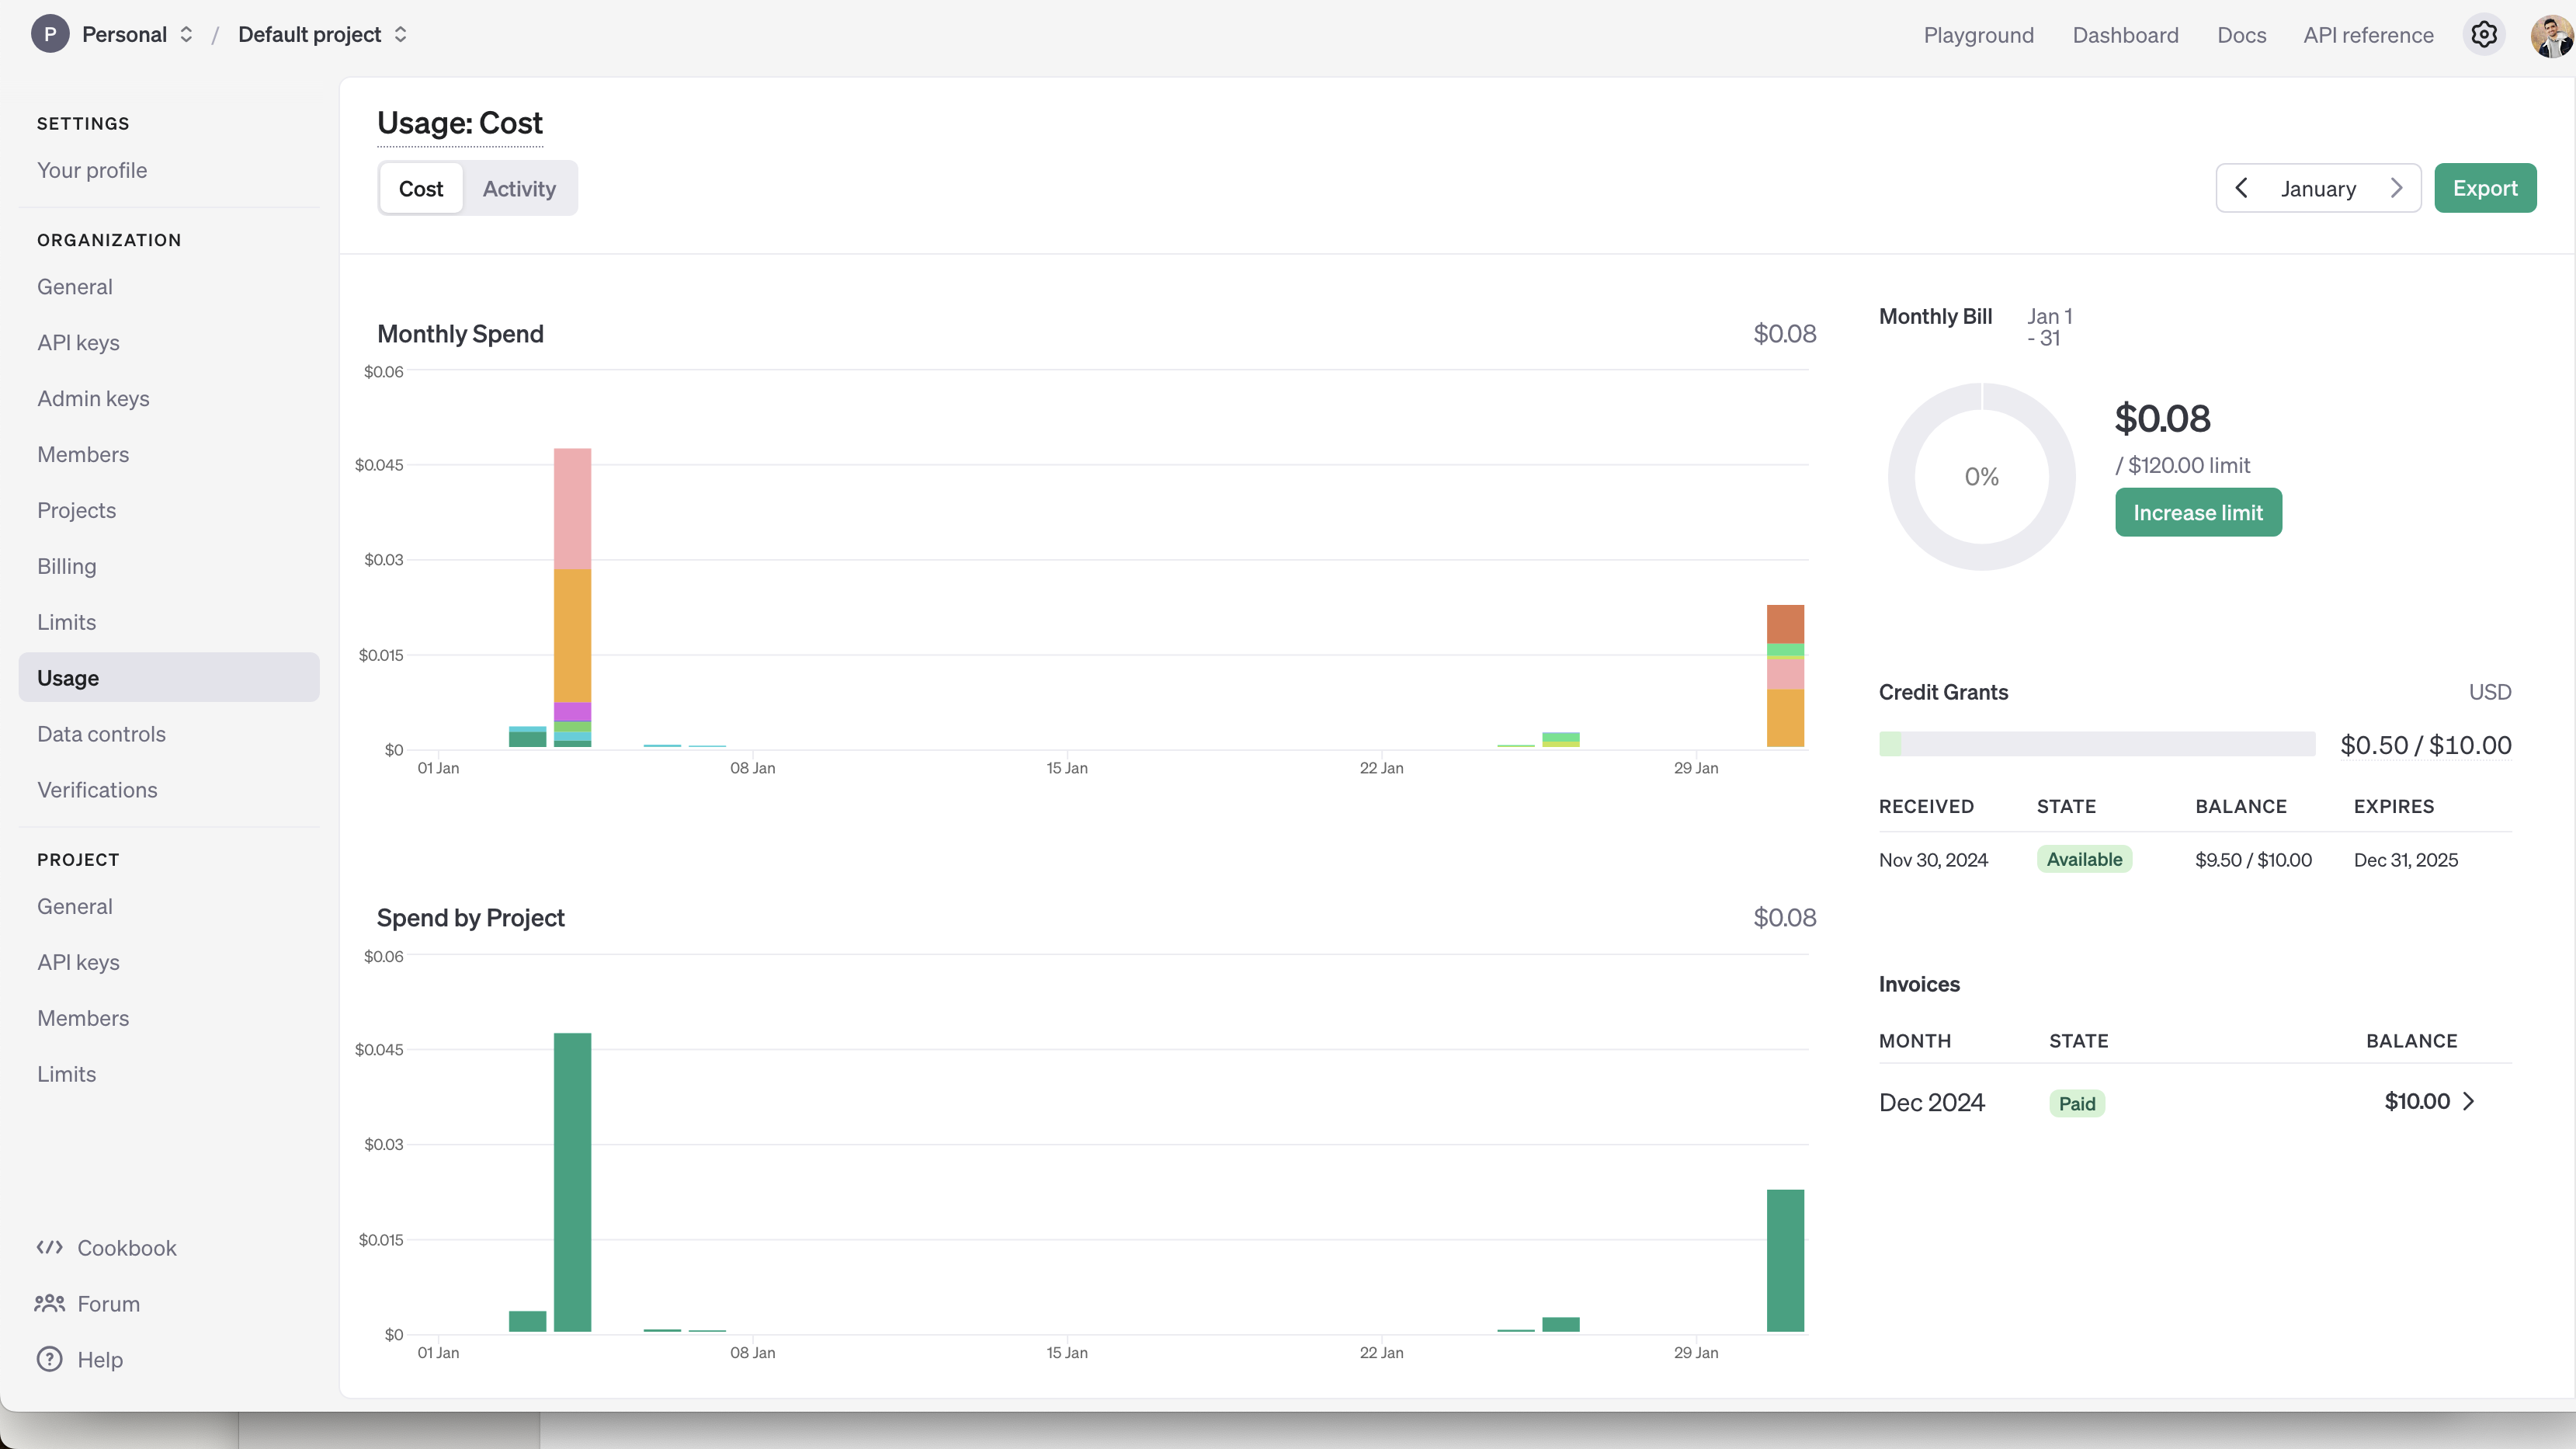 P Personal / Default project
Playground Dashboard Docs API reference
SETTINGS
Your profile
ORGANIZATION
General
API keys
Admin keys
Members
Projects
Billing
Limits
Usage
Data controls
Verifications
PROJECT
General
API keys
Members
Limits
Cookbook
Forum
Help
Usage: Cost
Cost Activity
January
Export
Monthly Spend $0.08
$0.06
$0.045
$0.03
$0.015
$0
01 Jan 08 Jan 15 Jan 22 Jan 29 Jan
Spend by Project $0.08
$0.06
$0.045
$0.03
$0.015
$0
01 Jan 08 Jan 15 Jan 22 Jan 29 Jan
Monthly Bill Jan 1
- 31
0%
$0.08
/ $120.00 limit
Increase limit
Credit Grants USD
$0.50 / $10.00
RECEIVED STATE BALANCE EXPIRES
Nov 30, 2024 Available $9.50 / $10.00 Dec 31, 2025
Invoices
MONTH STATE BALANCE
Dec 2024 Paid $10.00